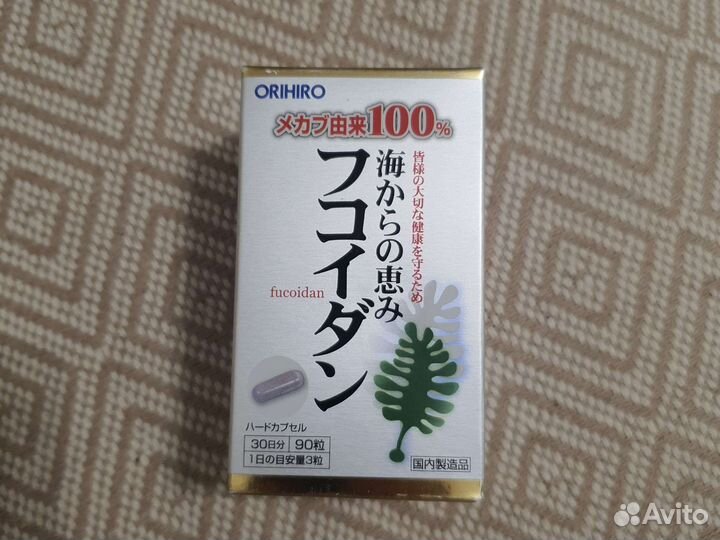 ORIHIRO
メカブ由来100%
皆様の大切な健康を守るため
海からの恵み
フコイダン
fucoidan
ハードカプセル
30日分 90粒
1日の目安量3粒
国内製造品
Avito